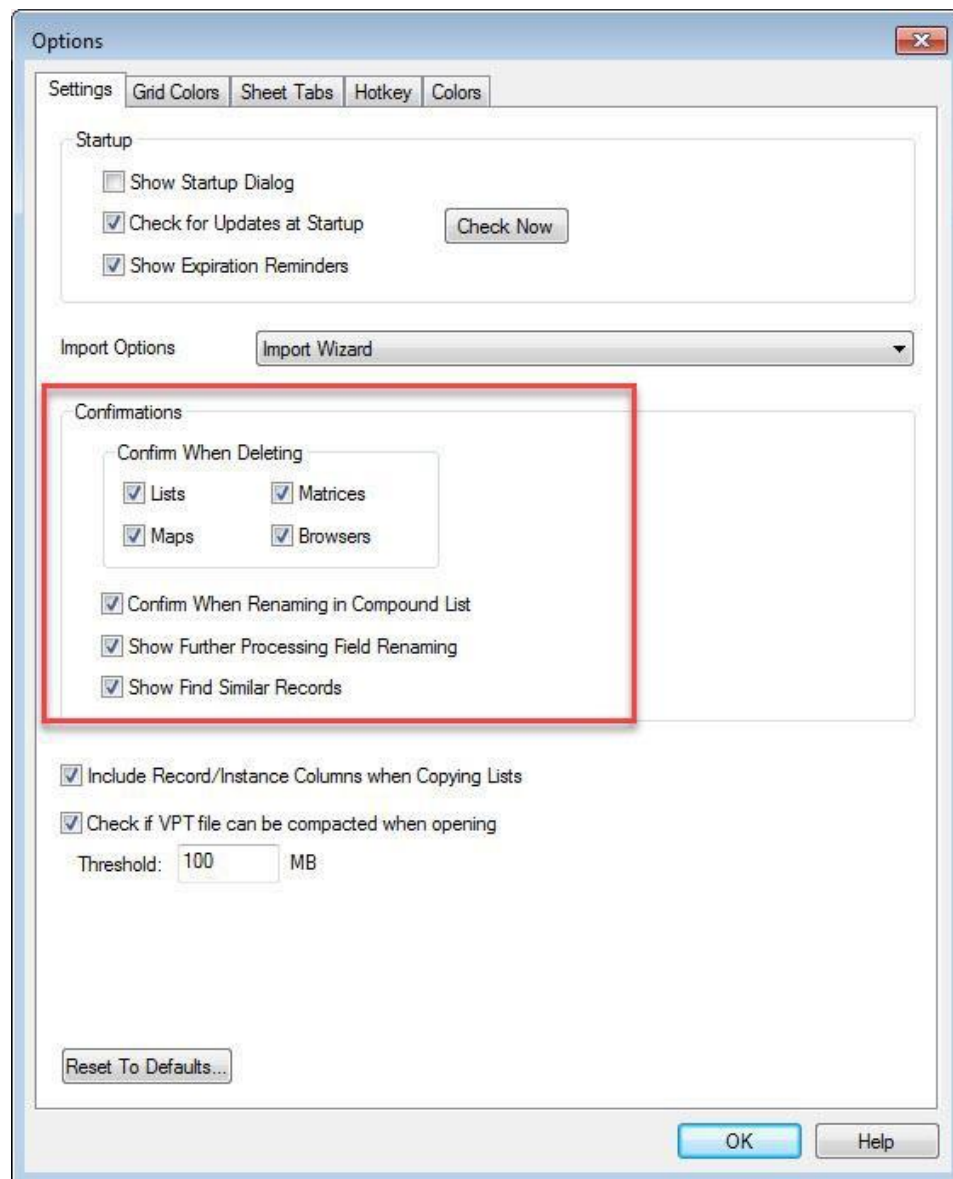 Options
Settings Grid Colors Sheet Tabs Hotkey Colors
Startup
Show Startup Dialog
Check for Updates at Startup Check Now
Show Expiration Reminders
Import Options Import Wizard
Confirmations
Confirm When Deleting
Lists Matrices
Maps Browsers
Confirm When Renaming in Compound List
Show Further Processing Field Renaming
Show Find Similar Records
Include Record/Instance Columns when Copying Lists
Check if VPT file can be compacted when opening
Threshold: 100 MB
Reset To Defaults...
OK Help